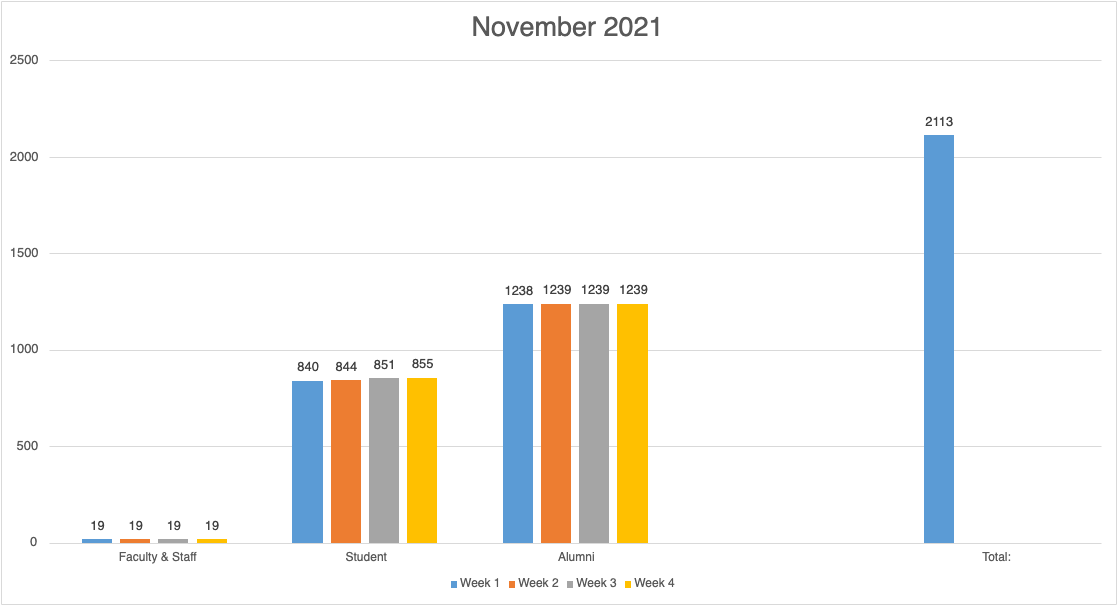 November 2021
2500
2000
1500
1000
500
0
19 19 19 19
840 844 851 855
1238 1239 1239 1239
2113
Faculty & Staff Student Alumni Total:
Week 1 Week 2 Week 3 Week 4